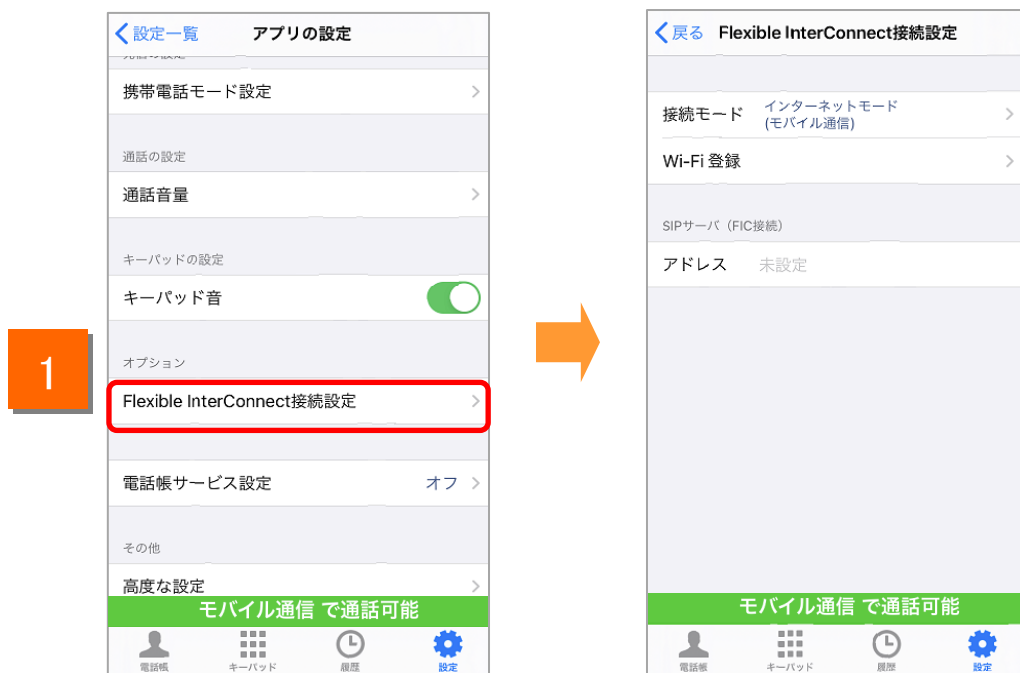 設定一覧 アプリの設定
携帯電話モード設定
通話の設定
通話音量
キーパッドの設定
キーパッド音
オプション
1
Flexible InterConnect接続設定
電話帳サービス設定 オフ
その他
高度な設定
モバイル通信 で通話可能
電話帳 キーパッド 履歴 設定
戻る Flexible InterConnect接続設定
接続モード インターネットモード
(モバイル通信)
Wi-Fi 登録
SIPサーバ（FIC接続）
アドレス 未設定
モバイル通信 で通話可能
電話帳 キーパッド 履歴 設定